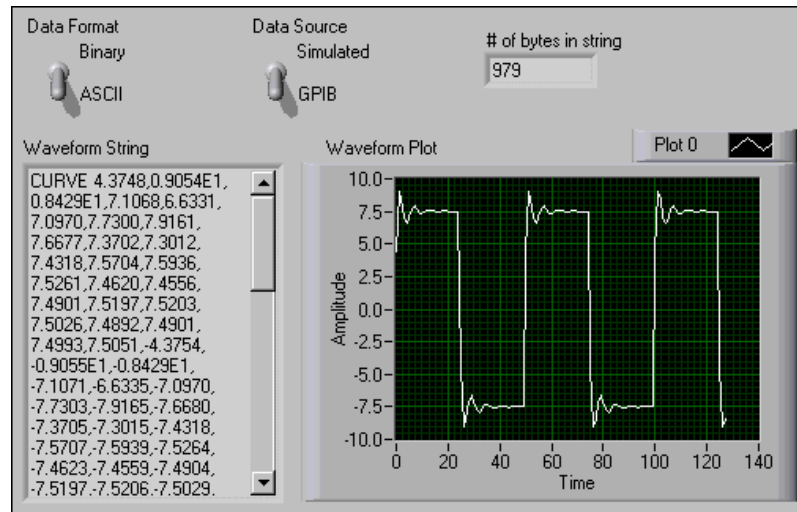 Data Format
Binary
ASCII
Data Source
Simulated
GPIB
# of bytes in string
979
Waveform String
CURVE 4.3748,0.9054E1,
0.8429E1,7.1068,6.6331,
7.0970,7.7300,7.9161,
7.6677,7.3702,7.3012,
7.4318,7.5704,7.5936,
7.5261,7.4620,7.4556,
7.4901,7.5197,7.5203,
7.5026,7.4892,7.4901,
7.4993,7.5051,-4.3754,
-0.9055E1,-0.8429E1,
-7.1071,-6.6335,-7.0970,
-7.7303,-7.9165,-7.6680,
-7.3705,-7.3015,-7.4318,
-7.5707,-7.5939,-7.5264,
-7.4623,-7.4559,-7.4904,
-7.5197,-7.5206,-7.5029,
Waveform Plot
Plot 0
Amplitude
10.0
7.5
5.0
2.5
0.0
-2.5
-5.0
-7.5
-10.0
0 20 40 60 80 100 120 140
Time